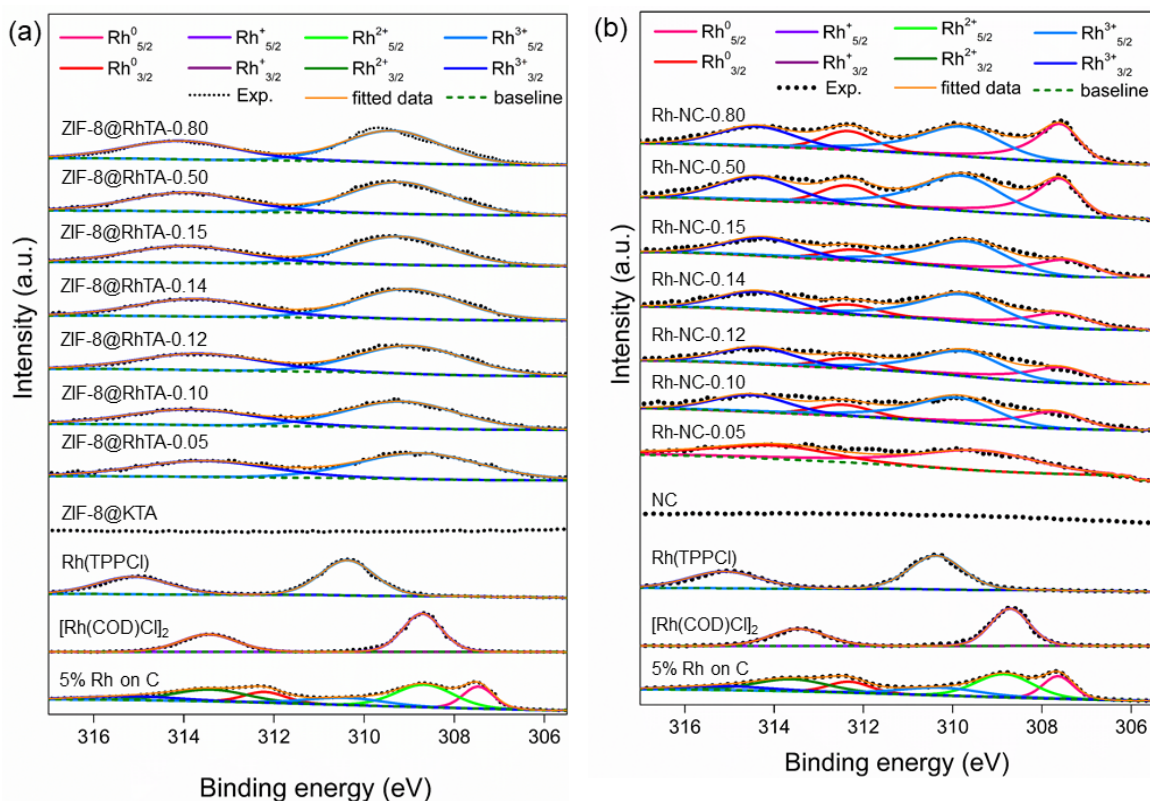 (a)
Rh⁰₅/₂ Rh⁺₅/₂ Rh²⁺₅/₂ Rh³⁺₅/₂
Rh⁰₃/₂ Rh⁺₃/₂ Rh²⁺₃/₂ Rh³⁺₃/₂
Exp. fitted data baseline
ZIF-8@RhTA-0.80
ZIF-8@RhTA-0.50
ZIF-8@RhTA-0.15
ZIF-8@RhTA-0.14
ZIF-8@RhTA-0.12
ZIF-8@RhTA-0.10
ZIF-8@RhTA-0.05
ZIF-8@KTA
Rh(TPPCl)
[Rh(COD)Cl]₂
5% Rh on C
Intensity (a.u.)
316 314 312 310 308 306
Binding energy (eV)
(b)
Rh⁰₅/₂ Rh⁺₅/₂ Rh²⁺₅/₂ Rh³⁺₅/₂
Rh⁰₃/₂ Rh⁺₃/₂ Rh²⁺₃/₂ Rh³⁺₃/₂
Exp. fitted data baseline
Rh-NC-0.80
Rh-NC-0.50
Rh-NC-0.15
Rh-NC-0.14
Rh-NC-0.12
Rh-NC-0.10
Rh-NC-0.05
NC
Rh(TPPCl)
[Rh(COD)Cl]₂
5% Rh on C
Intensity (a.u.)
316 314 312 310 308 306
Binding energy (eV)